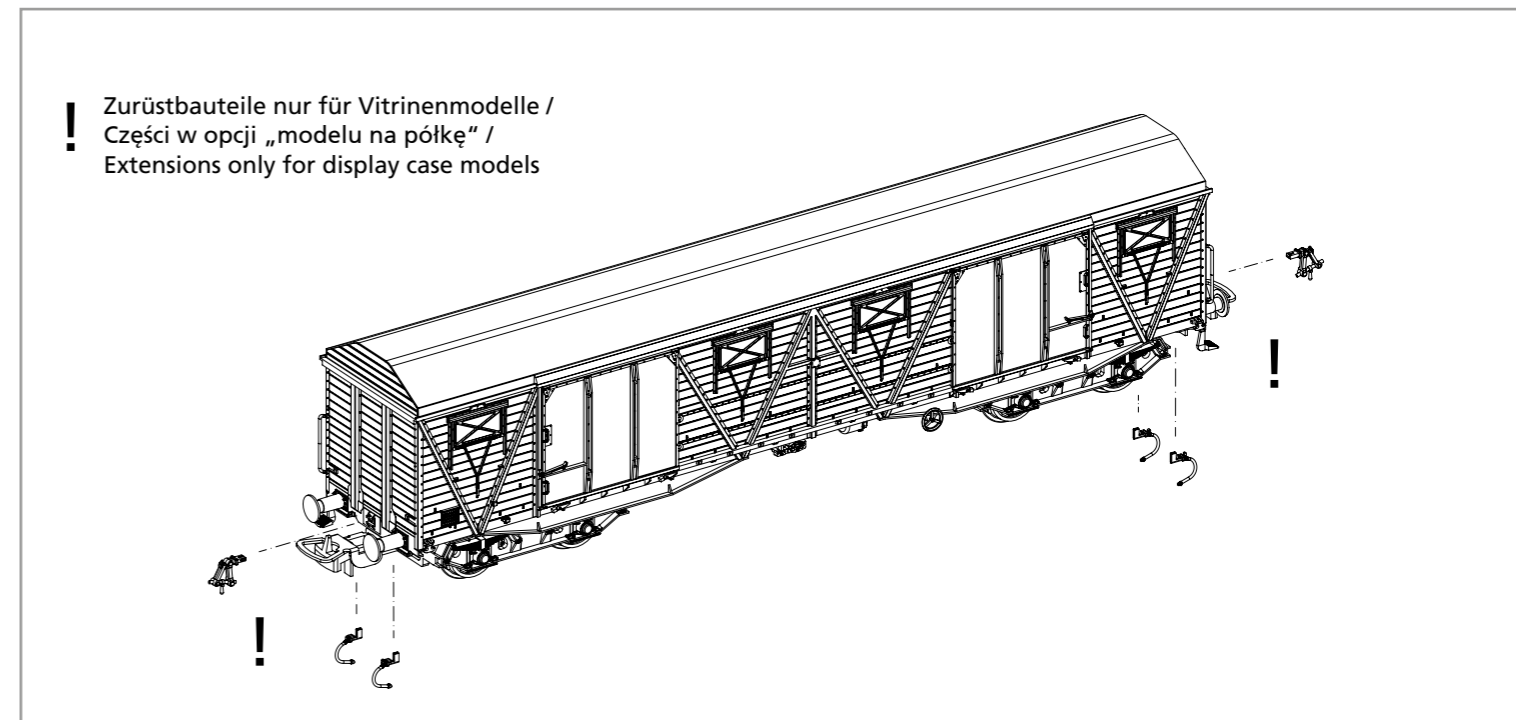 ! Zurüstbauteile nur für Vitrinenmodelle /
Części w opcji „modelu na półkę“ /
Extensions only for display case models
!
!